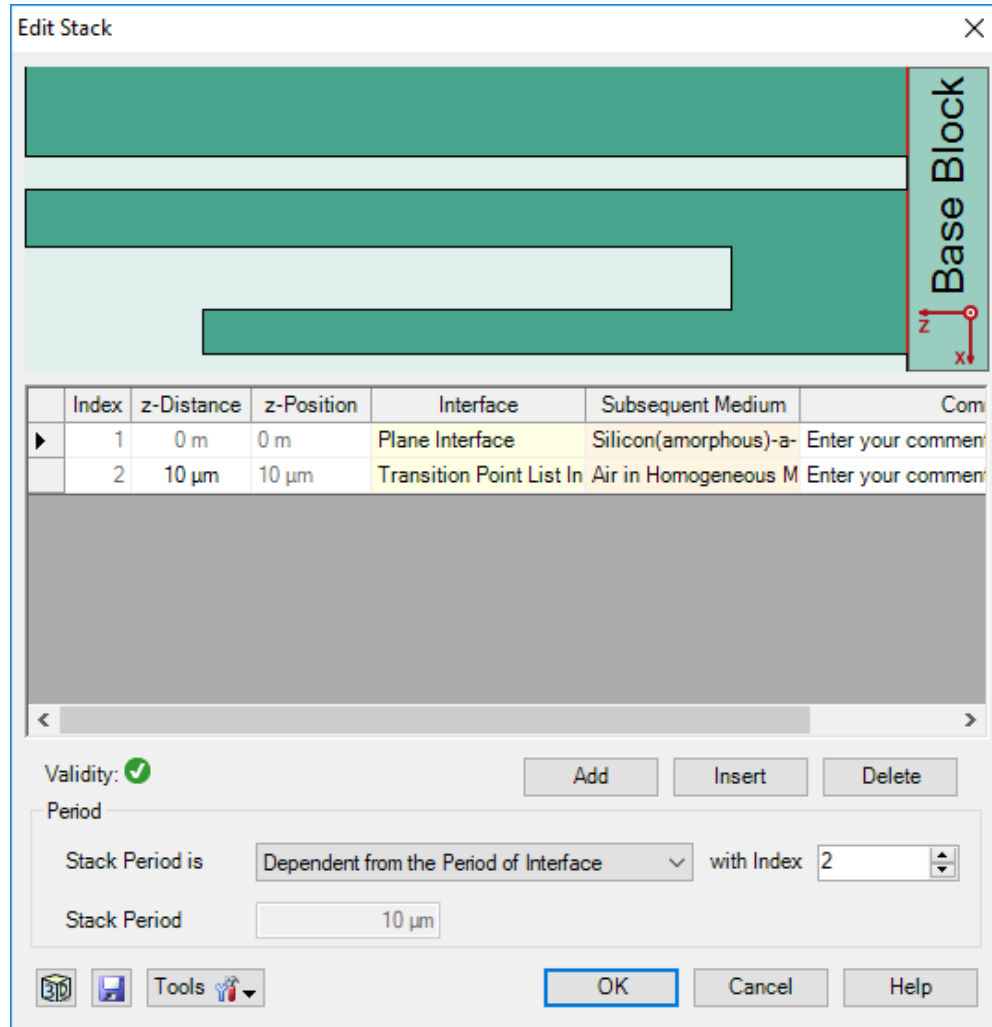 Edit Stack
Base Block
z
x
Index z-Distance z-Position Interface Subsequent Medium Com
1 0 m 0 m Plane Interface Silicon(amorphous)-a- Enter your comment
2 10 µm 10 µm Transition Point List In Air in Homogeneous M Enter your comment
Validity:
Add Insert Delete
Period
Stack Period is Dependent from the Period of Interface with Index 2
Stack Period 10 µm
3D Tools OK Cancel Help